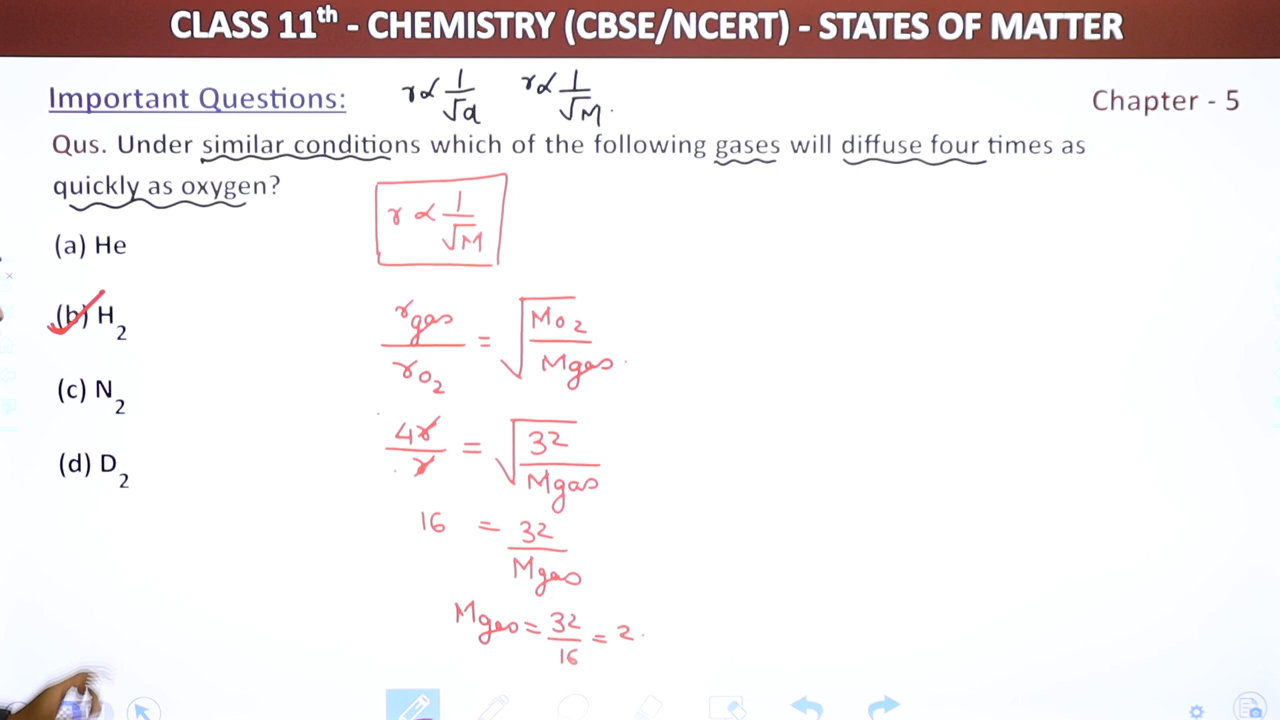 CLASS 11th - CHEMISTRY (CBSE/NCERT) - STATES OF MATTER
Important Questions:
r ∝ 1/√d   r ∝ 1/√M.
Chapter - 5
Qus. Under similar conditions which of the following gases will diffuse four times as
quickly as oxygen?
r ∝ 1/√M
(a) He
(b) H2
(c) N2
(d) D2
rgas/rO2 = √(MO2/Mgas)
4r/r = √(32/Mgas)
16 = 32/Mgas
Mgas = 32/16 = 2